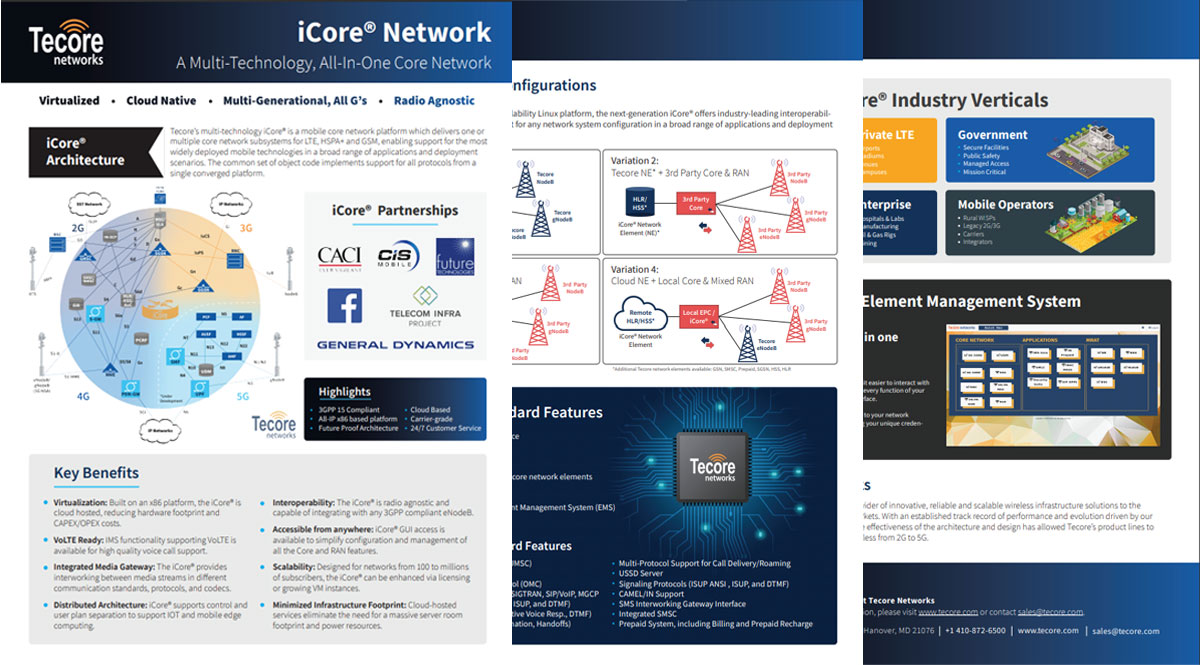 Tecore
networks
iCore® Network
A Multi-Technology, All-In-One Core Network
Virtualized • Cloud Native • Multi-Generational, All G's • Radio Agnostic
iCore®
Architecture
Tecore's multi-technology iCore® is a mobile core network platform which delivers one or
multiple core network subsystems for LTE, HSPA+ and GSM, enabling support for the most
widely deployed mobile technologies in a broad range of applications and deployment
scenarios. The common set of object code implements support for all protocols from a
single converged platform.
SS7 Network
IP Networks
2G
3G
4G
5G
IP Networks
Tecore
networks
iCore® Partnerships
CACI
EVER VIGILANT
CIS
MOBILE
future
TECHNOLOGIES
TELECOM INFRA
PROJECT
GENERAL DYNAMICS
Highlights
• 3GPP 15 Compliant
• All-IP x86 based platform
• Future Proof Architecture
• Cloud Based
• Carrier-grade
• 24/7 Customer Service
Key Benefits
• Virtualization: Built on an x86 platform, the iCore® is
cloud hosted, reducing hardware footprint and
CAPEX/OPEX costs.
• VoLTE Ready: IMS functionality supporting VoLTE is
available for high quality voice call support.
• Integrated Media Gateway: The iCore® provides
interworking between media streams in different
communication standards, protocols, and codecs.
• Distributed Architecture: iCore® supports control and
user plan separation to support IOT and mobile edge
computing.
• Interoperability: The iCore® is radio agnostic and
capable of integrating with any 3GPP compliant eNodeB.
• Accessible from anywhere: iCore® GUI access is
available to simplify configuration and management of
all the Core and RAN features.
• Scalability: Designed for networks from 100 to millions
of subscribers, the iCore® can be enhanced via licensing
or growing VM instances.
• Minimized Infrastructure Footprint: Cloud-hosted
services eliminate the need for a massive server room
footprint and power resources.
nfigurations
lability Linux platform, the next-generation iCore® offers industry-leading interoperabil-
t for any network system configuration in a broad range of applications and deployment
Tecore
NodeB
Tecore
gNodeB
Variation 2:
Tecore NE* + 3rd Party Core & RAN
HLR/
HSS*
iCore® Network
Element (NE)*
3rd Party
Core
3rd Party
NodeB
3rd Party
gNodeB
3rd Party
eNodeB
3rd Party
NodeB
3rd Party
gNodeB
Variation 4:
Cloud NE + Local Core & Mixed RAN
Remote
HLR/HSS*
iCore® Network
Element
Local EPC /
iCore®
3rd Party
NodeB
3rd Party
gNodeB
Tecore
eNodeB
*Additional Tecore network elements available: GSN, SMSC, Prepaid, SGSN, HSS, HLR
dard Features
ce
core network elements
nt Management System (EMS)
Tecore
networks
rd Features
MSC)
ol (OMC)
SIGTRAN, SIP/VoIP, MGCP
ISUP, and DTMF)
tive Voice Resp., DTMF)
nation, Handoffs)
• Multi-Protocol Support for Call Delivery/Roaming
• USSD Server
• Signaling Protocols (ISUP ANSI , ISUP, and DTMF)
• CAMEL/IN Support
• SMS Interworking Gateway Interface
• Integrated SMSC
• Prepaid System, including Billing and Prepaid Recharge
re® Industry Verticals
rivate LTE
rports
adiums
nues
mpuses
Government
• Secure Facilities
• Public Safety
• Managed Access
• Mission Critical
nterprise
ospitals & Labs
anufacturing
l & Gas Rigs
ining
Mobile Operators
• Rural WISPs
• Legacy 2G/3G
• Carriers
• Integrators
Element Management System
in one
it easier to interact with
every function of your
rface.
to your network
g your unique creden-
CORE NETWORK
APPLICATIONS
MRAT
S
ider of innovative, reliable and scalable wireless infrastructure solutions to the
rkets. With an established track record of performance and evolution driven by our
e effectiveness of the architecture and design has allowed Tecore's product lines to
less from 2G to 5G.
t Tecore Networks
on, please visit www.tecore.com or contact sales@tecore.com.
Hanover, MD 21076 | +1 410-872-6500 | www.tecore.com | sales@tecore.com